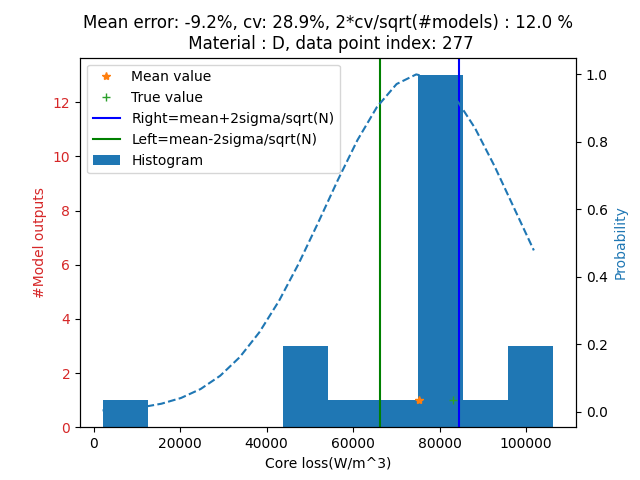 Mean error: -9.2%, cv: 28.9%, 2*cv/sqrt(#models) : 12.0 %
Material : D, data point index: 277
Mean value
True value
Right=mean+2sigma/sqrt(N)
Left=mean-2sigma/sqrt(N)
Histogram
12
10
8
6
4
2
0
#Model outputs
1.0
0.8
0.6
0.4
0.2
0.0
Probability
0 20000 40000 60000 80000 100000
Core loss(W/m^3)